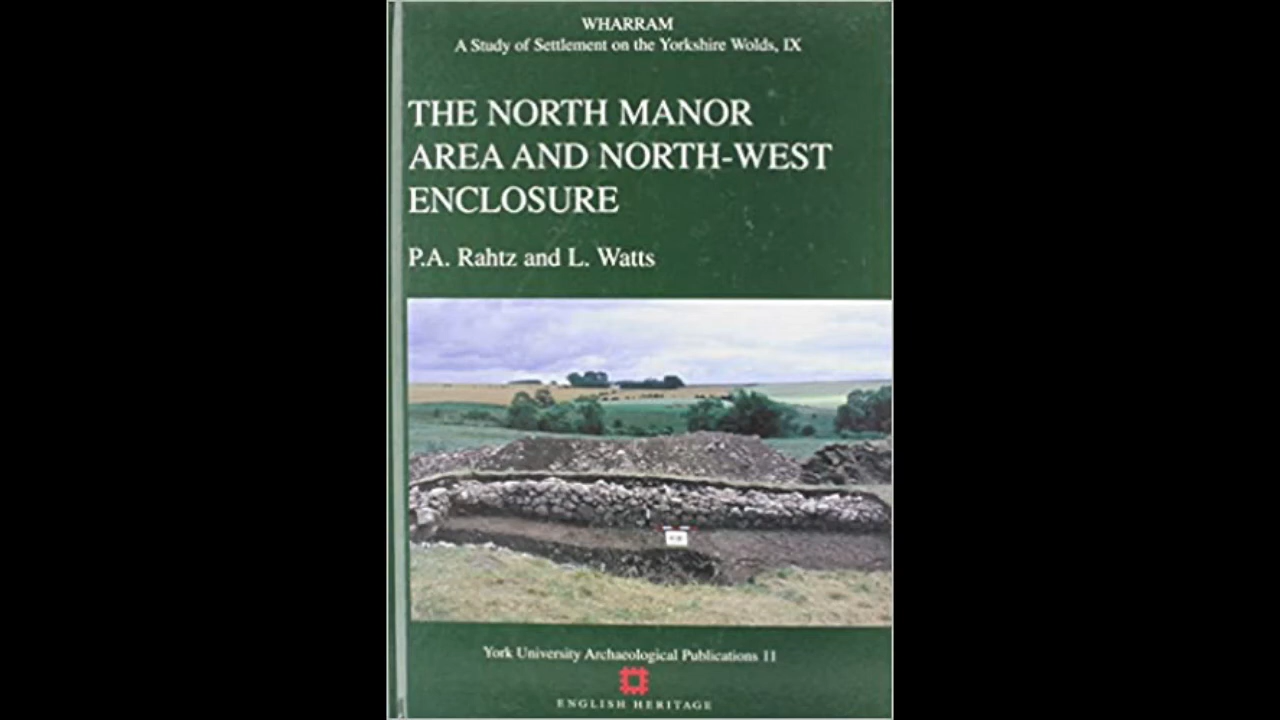 WHARRAM
A Study of Settlement on the Yorkshire Wolds, IX
THE NORTH MANOR
AREA AND NORTH-WEST
ENCLOSURE
P.A. Rahtz and L. Watts
York University Archaeological Publications 11
ENGLISH HERITAGE